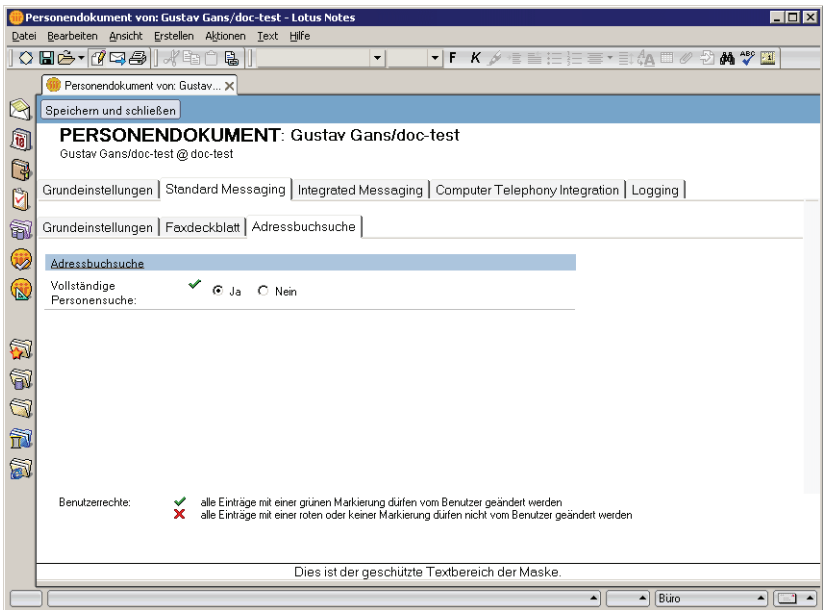 Personendokument von: Gustav Gans/doc-test - Lotus Notes
Datei Bearbeiten Ansicht Erstellen Aktionen Text Hilfe
F K
Personendokument von: Gustav...
Speichern und schließen
PERSONENDOKUMENT: Gustav Gans/doc-test
Gustav Gans/doc-test @ doc-test
Grundeinstellungen Standard Messaging Integrated Messaging Computer Telephony Integration Logging
Grundeinstellungen Faxdeckblatt Adressbuchsuche
Adressbuchsuche
Vollständige Personensuche: Ja Nein
Benutzerrechte: alle Einträge mit einer grünen Markierung dürfen vom Benutzer geändert werden
alle Einträge mit einer roten oder keiner Markierung dürfen nicht vom Benutzer geändert werden
Dies ist der geschützte Textbereich der Maske.
Büro